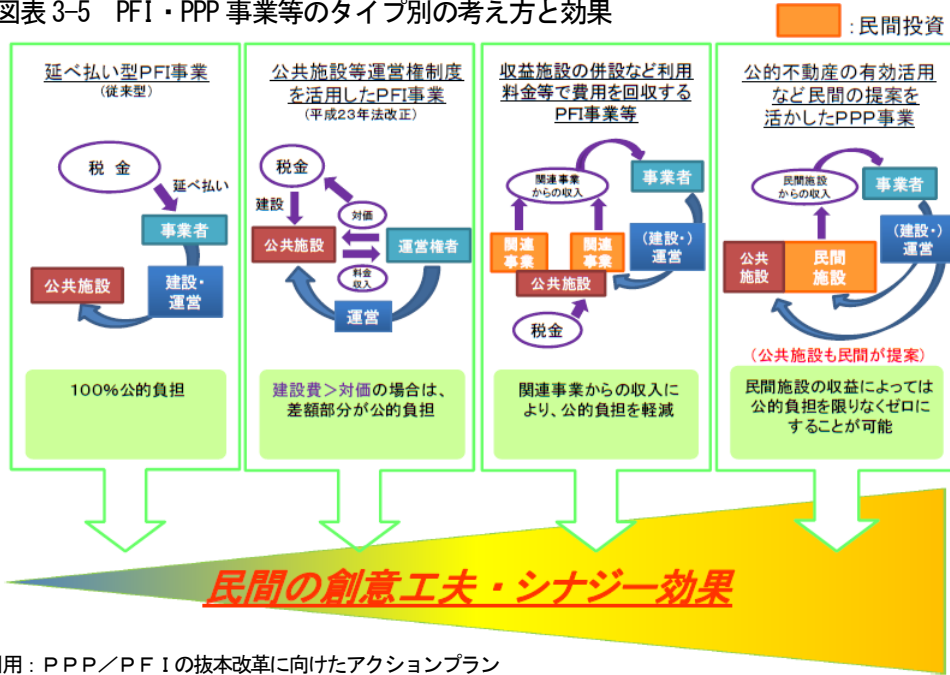 図表3-5 PFI・PPP事業等のタイプ別の考え方と効果
:民間投資
延べ払い型PFI事業
(従来型)
税 金
延べ払い
事業者
公共施設
建設・
運営
100%公的負担
公共施設等運営権制度
を活用したPFI事業
(平成23年法改正)
税金
建設
対価
公共施設
運営権者
料金
収入
運営
建設費>対価の場合は、
差額部分が公的負担
収益施設の併設など利用
料金等で費用を回収する
PFI事業等
関連事業
からの収入
事業者
関連
事業
関連
事業
(建設・)
運営
公共施設
税金
関連事業からの収入に
より、公的負担を軽減
公的不動産の有効活用
など民間の提案を
活かしたPPP事業
民間施設
からの収入
事業者
(建設・)
運営
公共
施設
民間
施設
(公共施設も民間が提案)
民間施設の収益によっては
公的負担を限りなくゼロに
することが可能
民間の創意工夫・シナジー効果
用:PPP/PFIの抜本改革に向けたアクションプラン